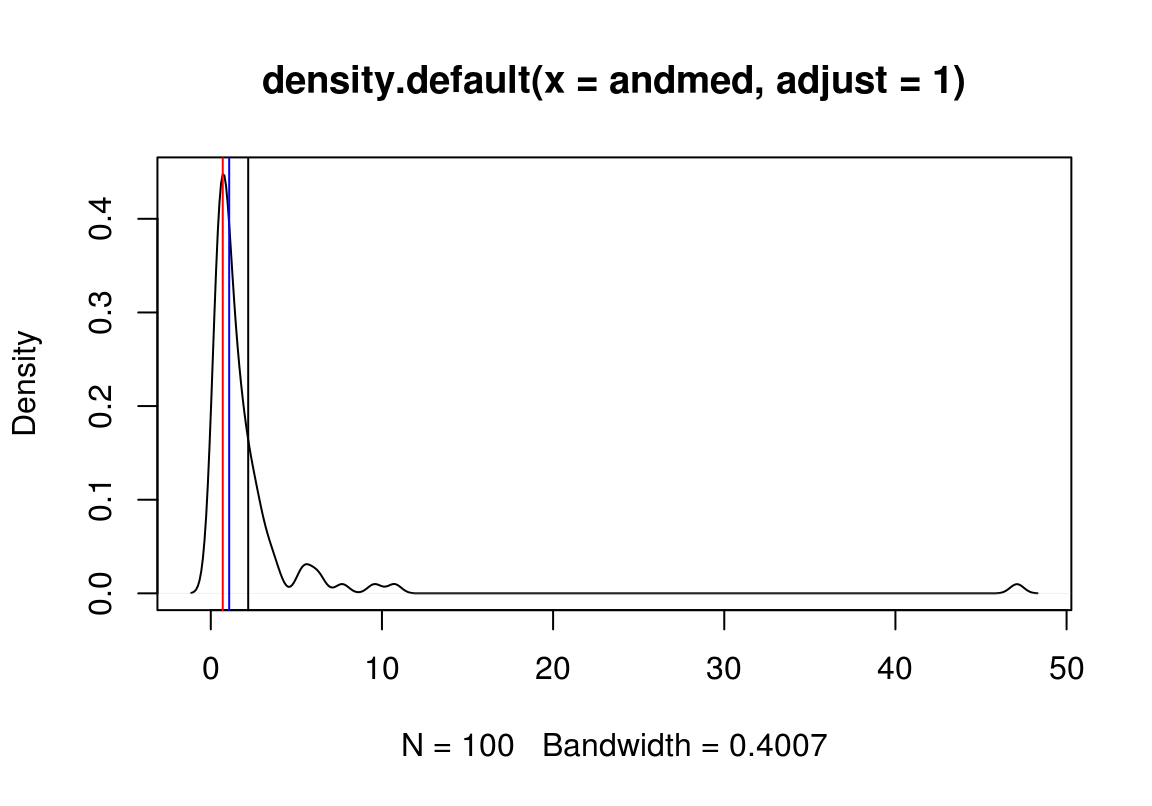 density.default(x = andmed, adjust = 1)
Density
0.4
0.3
0.2
0.1
0.0
0 10 20 30 40 50
N = 100 Bandwidth = 0.4007